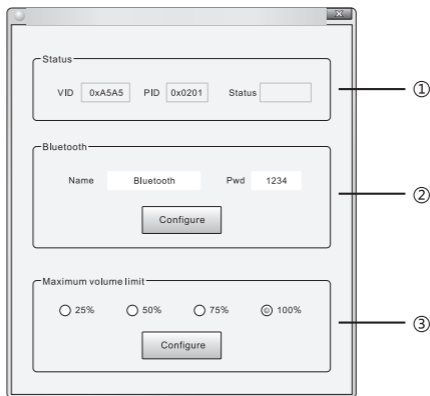 Status
VID 0xA5A5 PID 0x0201 Status
①
Bluetooth
Name Bluetooth Pwd 1234
②
Configure
Maximum volume limit
25% 50% 75% 100%
③
Configure